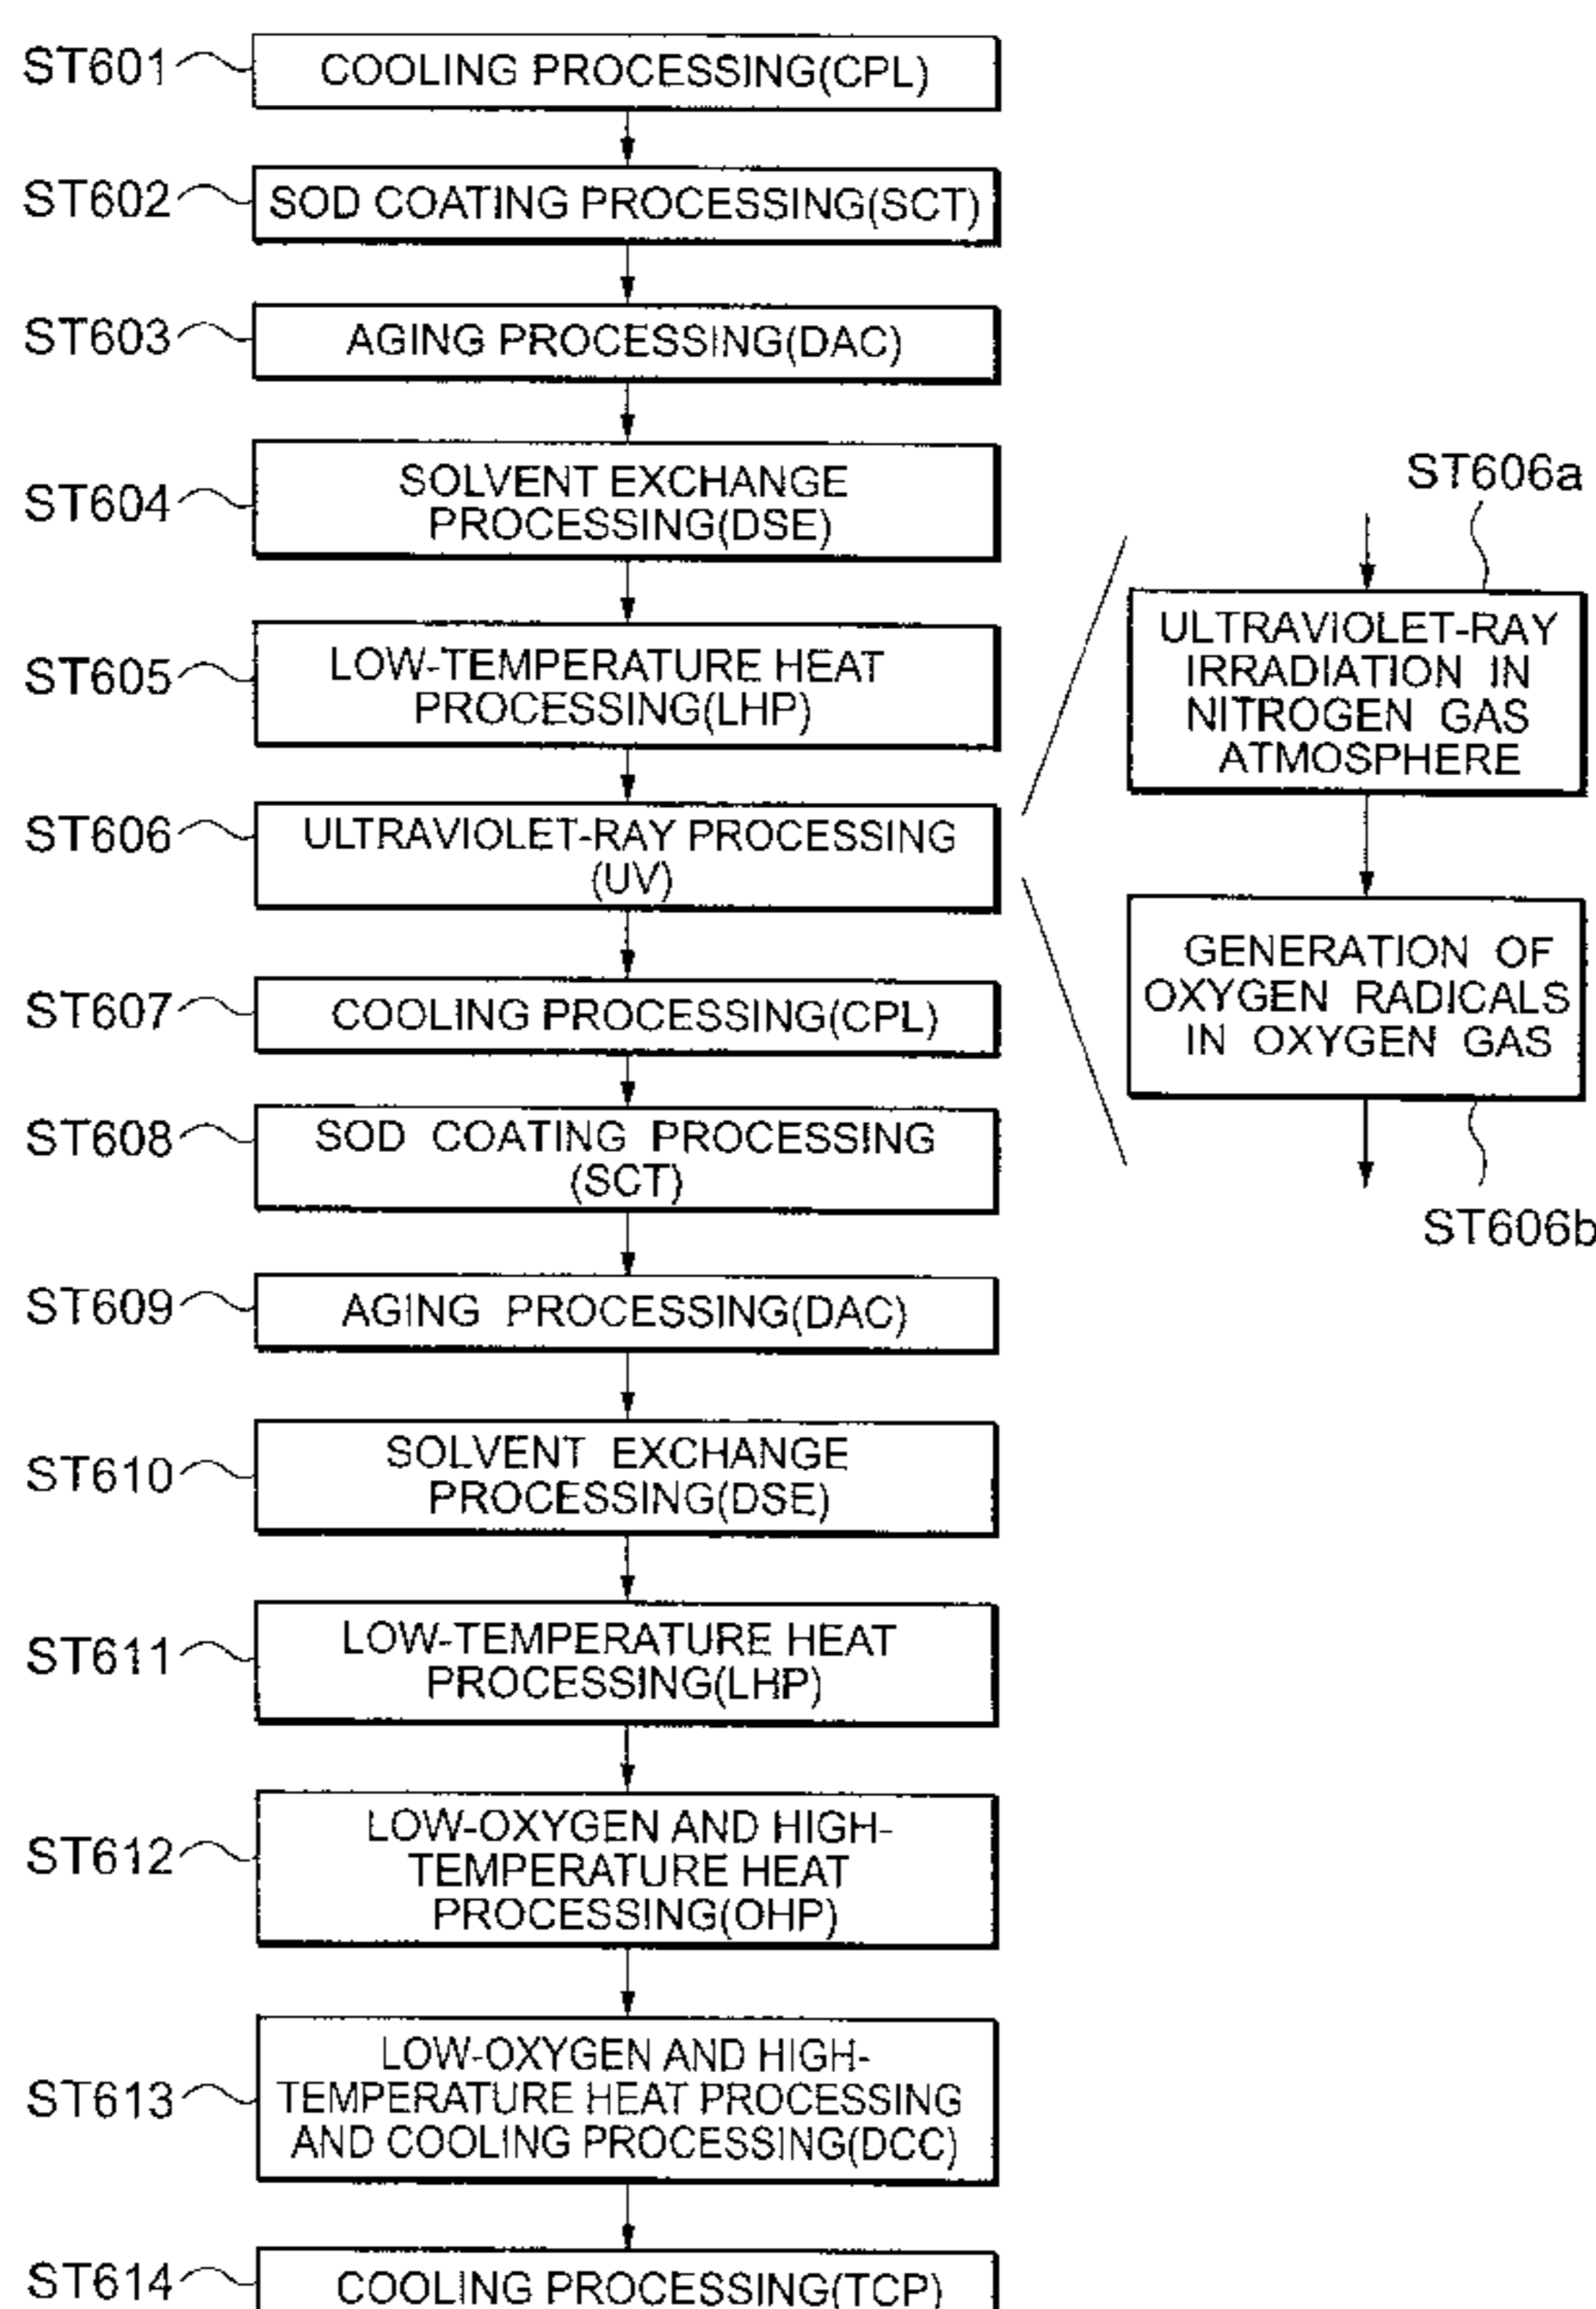 ST601
COOLING PROCESSING(CPL)
ST602
SOD COATING PROCESSING(SCT)
ST603
AGING PROCESSING(DAC)
ST604
SOLVENT EXCHANGE
PROCESSING(DSE)
ST605
LOW-TEMPERATURE HEAT
PROCESSING(LHP)
ST606
ULTRAVIOLET-RAY PROCESSING
(UV)
ST606a
ULTRAVIOLET-RAY
IRRADIATION IN
NITROGEN GAS
ATMOSPHERE
GENERATION OF
OXYGEN RADICALS
IN OXYGEN GAS
ST606b
ST607
COOLING PROCESSING(CPL)
ST608
SOD COATING PROCESSING
(SCT)
ST609
AGING PROCESSING(DAC)
ST610
SOLVENT EXCHANGE
PROCESSING(DSE)
ST611
LOW-TEMPERATURE HEAT
PROCESSING(LHP)
ST612
LOW-OXYGEN AND HIGH-
TEMPERATURE HEAT
PROCESSING(OHP)
ST613
LOW-OXYGEN AND HIGH-
TEMPERATURE HEAT PROCESSING
AND COOLING PROCESSING(DCC)
ST614
COOLING PROCESSING(TCP)